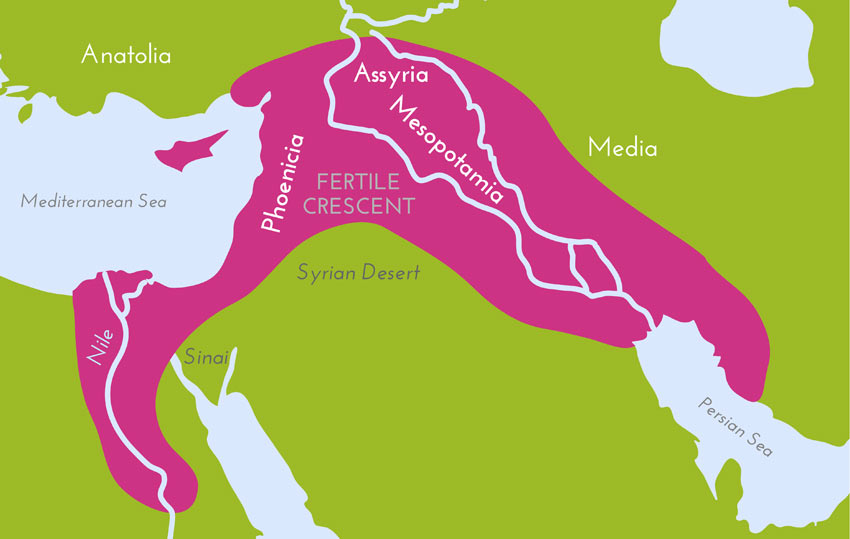 Anatolia
Assyria
Mesopotamia
Media
Phoenicia
FERTILE
CRESCENT
Mediterranean Sea
Syrian Desert
Nile
Sinai
Persian Sea